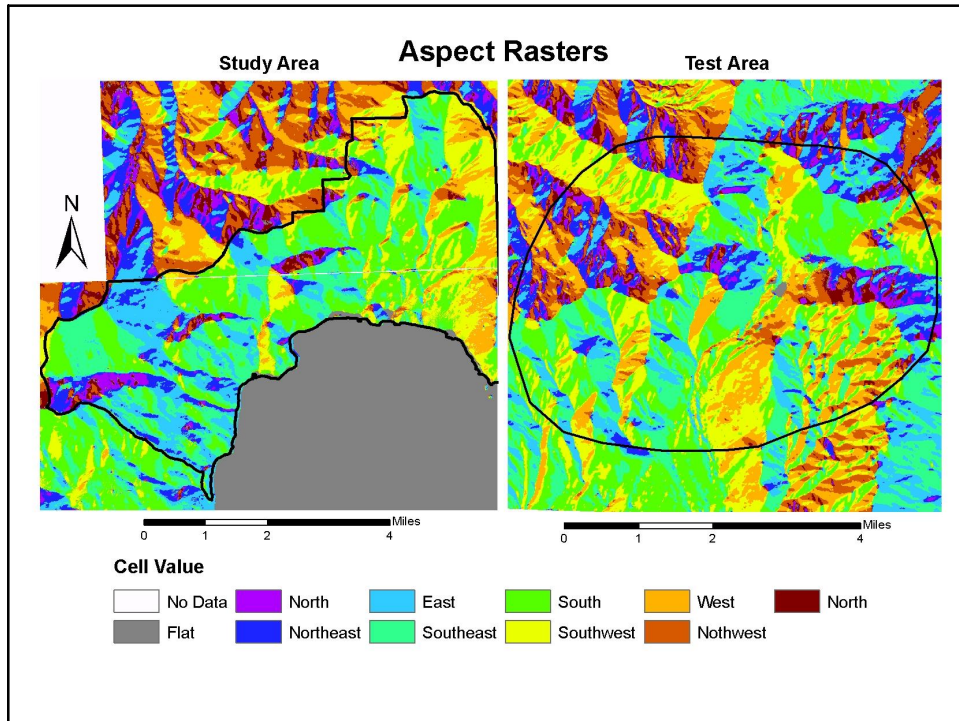 Aspect Rasters
Study Area
Test Area
N
Miles
0 1 2 4
Miles
0 1 2 4
Cell Value
No Data North East South West North
Flat Northeast Southeast Southwest Nothwest